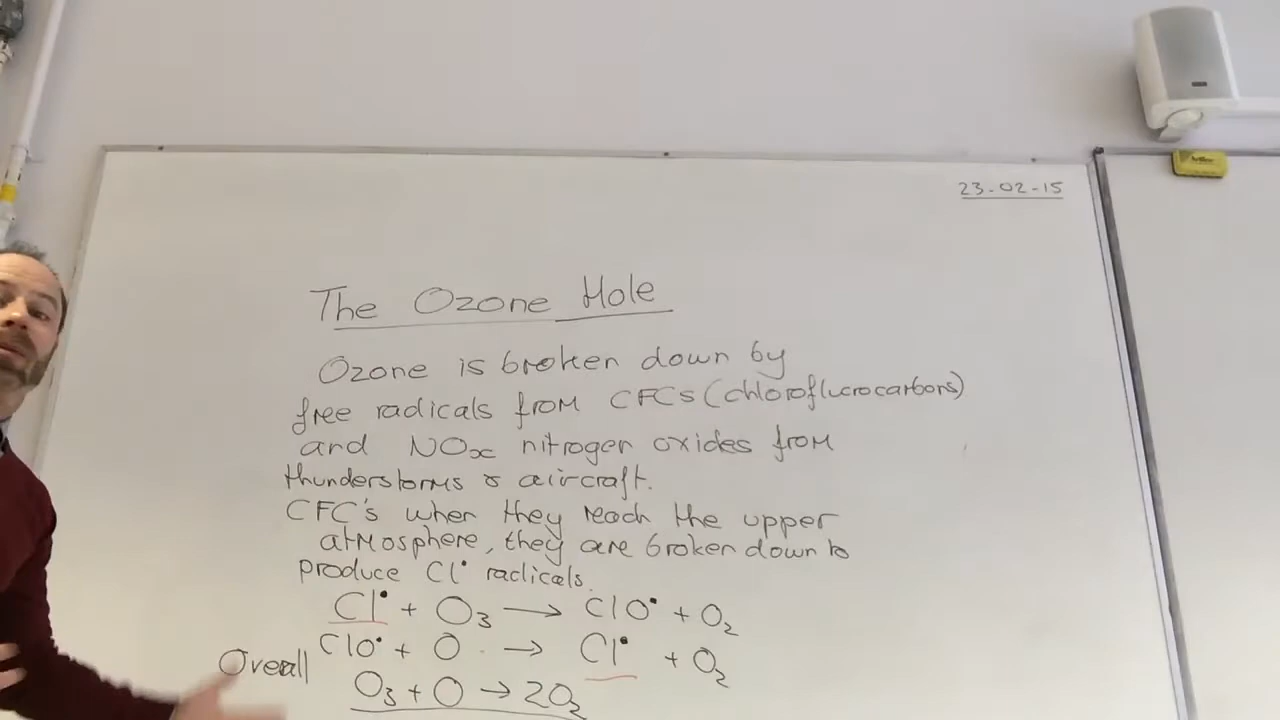 23-02-15
The Ozone Hole
Ozone is broken down by
free radicals from CFCs (chloroflucrocarbons)
and NOx nitrogen oxides from
thunderstorms & aircraft.
CFC's when they reach the upper
atmosphere, they are broken down to
produce Cl• radicals.
Cl• + O₃ → ClO• + O₂
ClO• + O → Cl• + O₂
Overall
O₃ + O → 2O₂